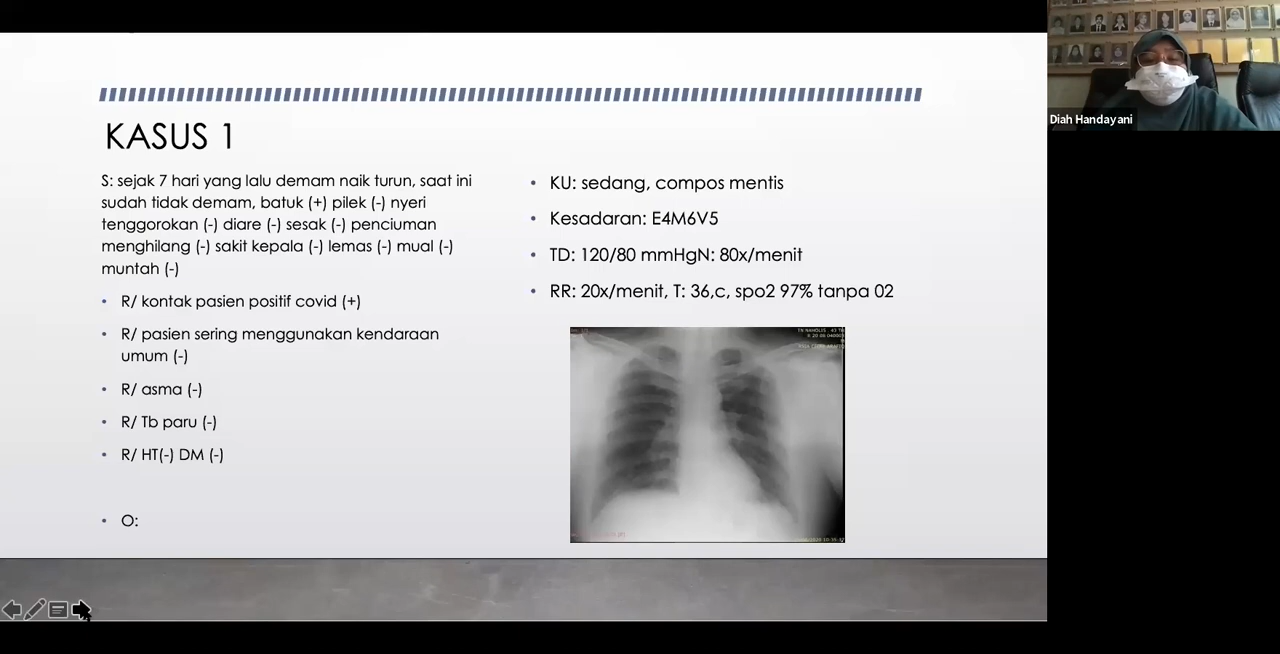 KASUS 1
S: sejak 7 hari yang lalu demam naik turun, saat ini
sudah tidak demam, batuk (+) pilek (-) nyeri
tenggorokan (-) diare (-) sesak (-) penciuman
menghilang (-) sakit kepala (-) lemas (-) mual (-)
muntah (-)
• R/ kontak pasien positif covid (+)
• R/ pasien sering menggunakan kendaraan
umum (-)
• R/ asma (-)
• R/ Tb paru (-)
• R/ HT(-) DM (-)
• O:
• KU: sedang, compos mentis
• Kesadaran: E4M6V5
• TD: 120/80 mmHgN: 80x/menit
• RR: 20x/menit, T: 36,c, spo2 97% tanpa 02
Diah Handayani